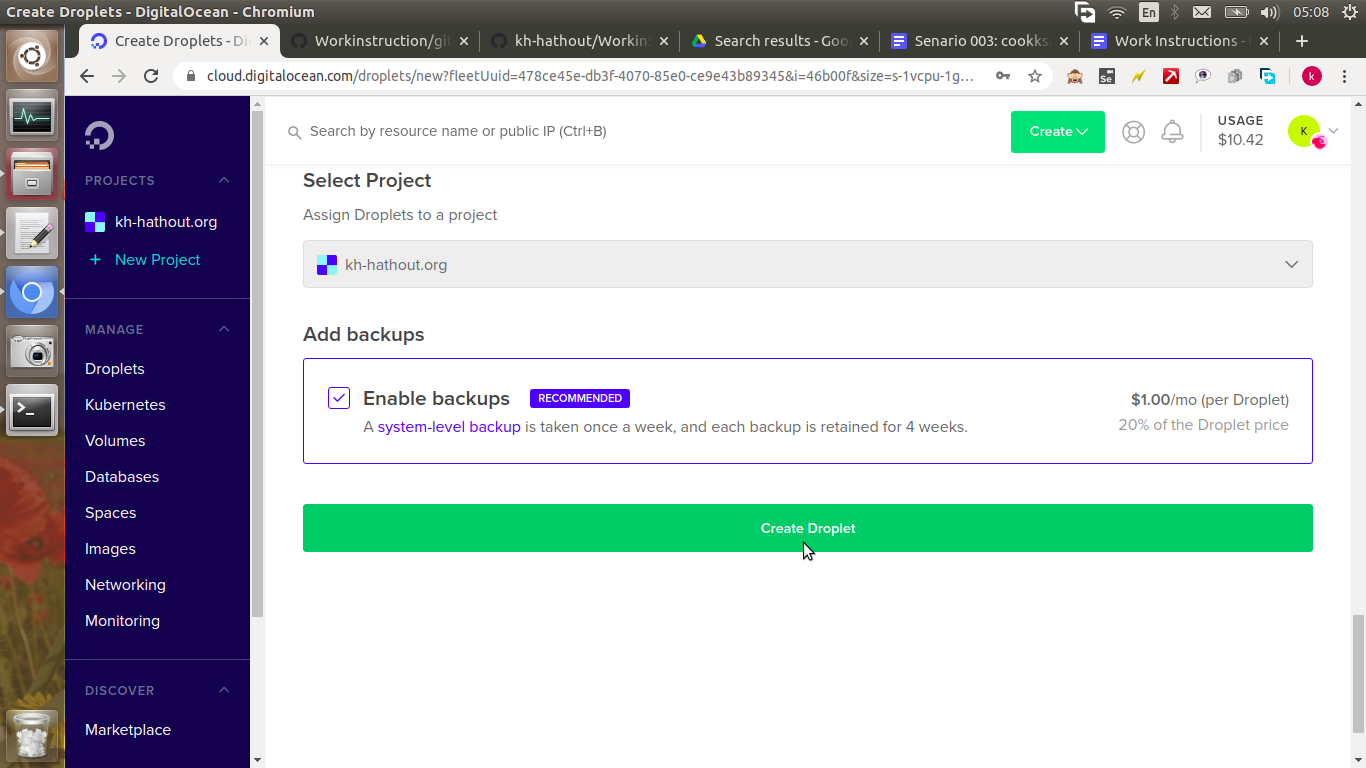 Create Droplets - DigitalOcean - Chromium
En
05:08
Create Droplets - Di
Workinstruction/gi
kh-hathout/Workin
Search results - Goo
Senario 003: cookks
Work Instructions -
cloud.digitalocean.com/droplets/new?fleetUuid=478ce45e-db3f-4070-85e0-ce9e43b89345&i=46b00f&size=s-1vcpu-1g...
Se
k
Search by resource name or public IP (Ctrl+B)
Create
USAGE
$10.42
K
PROJECTS
kh-hathout.org
+ New Project
MANAGE
Droplets
Kubernetes
Volumes
Databases
Spaces
Images
Networking
Monitoring
DISCOVER
Marketplace
Select Project
Assign Droplets to a project
kh-hathout.org
Add backups
Enable backups RECOMMENDED
$1.00/mo (per Droplet)
A system-level backup is taken once a week, and each backup is retained for 4 weeks.
20% of the Droplet price
Create Droplet